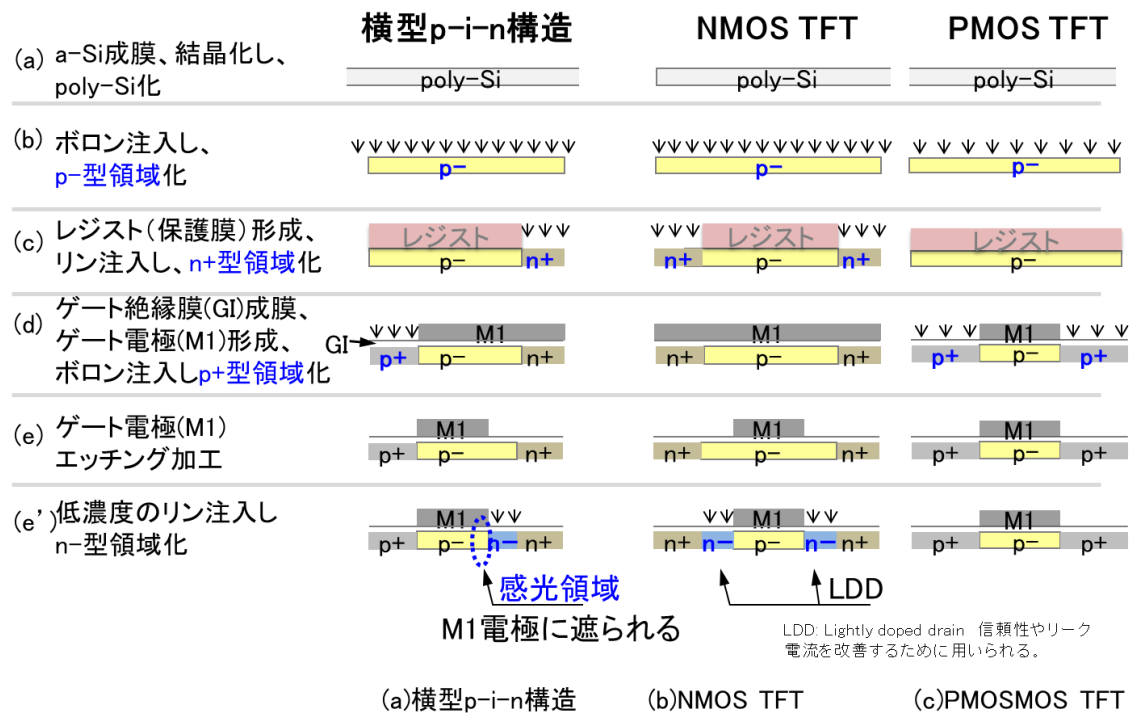 横型p-i-n構造 NMOS TFT PMOS TFT
(a) a-Si成膜、結晶化し、
poly-Si化
poly-Si poly-Si poly-Si
(b) ボロン注入し、
p-型領域化
p- p- p-
(c) レジスト(保護膜)形成、
リン注入し、n+型領域化
レジスト レジスト レジスト
p- n+ n+ p- n+ p-
(d) ゲート絶縁膜(GI)成膜、
ゲート電極(M1)形成、
ボロン注入しp+型領域化
GI
M1 M1 M1
p+ p- n+ n+ p- n+ p+ p- p+
(e) ゲート電極(M1)
エッチング加工
M1 M1 M1
p+ p- n+ n+ p- n+ p+ p- p+
(e')低濃度のリン注入し
n-型領域化
M1 M1 M1
p+ p- n- n+ n+ n- p- n- n+ p+ p- p+
感光領域 LDD
M1電極に遮られる
LDD: Lightly doped drain 信頼性やリーク
電流を改善するために用いられる。
(a)横型p-i-n構造 (b)NMOS TFT (c)PMOSMOS TFT